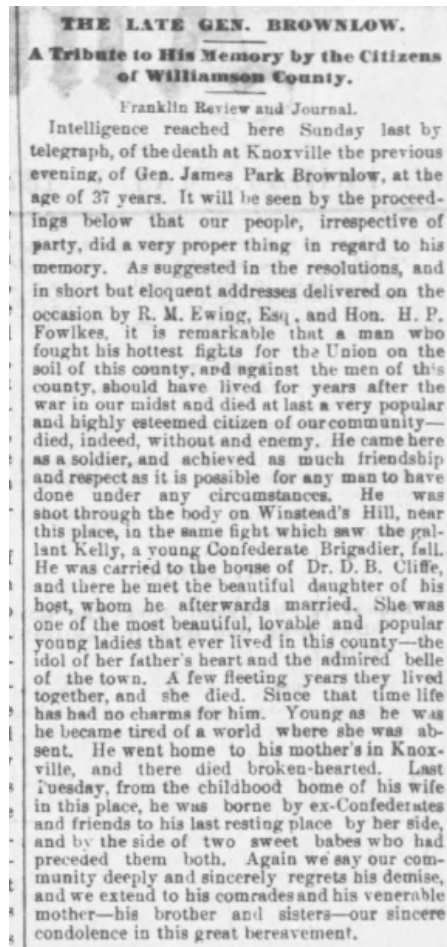 THE LATE GEN. BROWNLOW.
A Tribute to His Memory by the Citizens
of Williamson County.
Franklin Review and Journal.
Intelligence reached here Sunday last by
telegraph, of the death at Knoxville the previous
evening, of Gen. James Park Brownlow, at the
age of 37 years. It will be seen by the proceed-
ings below that our people, irrespective of
party, did a very proper thing in regard to his
memory. As suggested in the resolutions, and
in short but eloquent addresses delivered on the
occasion by R. M. Ewing, Esq, and Hon. H. P.
Fowlkes, it is remarkable that a man who
fought his hottest fights for the Union on the
soil of this county, and against the men of this
county, should have lived for years after the
war in our midst and died at last a very popular
and highly esteemed citizen of our community—
died, indeed, without and enemy. He came here
as a soldier, and achieved as much friendship
and respect as it is possible for any man to have
done under any circumstances. He was
shot through the body on Winstead's Hill, near
this place, in the same fight which saw the gal-
lant Kelly, a young Confederate Brigadier, fall.
He was carried to the house of Dr. D. B. Cliffe,
and there he met the beautiful daughter of his
host, whom he afterwards married. She was
one of the most beautiful, lovable and popular
young ladies that ever lived in this county—the
idol of her father's heart and the admired belle
of the town. A few fleeting years they lived
together, and she died. Since that time life
has had no charms for him. Young as he was
he became tired of a world where she was ab-
sent. He went home to his mother's in Knox-
ville, and there died broken-hearted. Last
Tuesday, from the childhood home of his wife
in this place, he was borne by ex-Confederates
and friends to his last resting place by her side,
and by the side of two sweet babes who had
preceded them both. Again we say our com-
munity deeply and sincerely regrets his demise,
and we extend to his comrades and his venerable
mother—his brother and sisters—our sincere
condolence in this great bereavement.